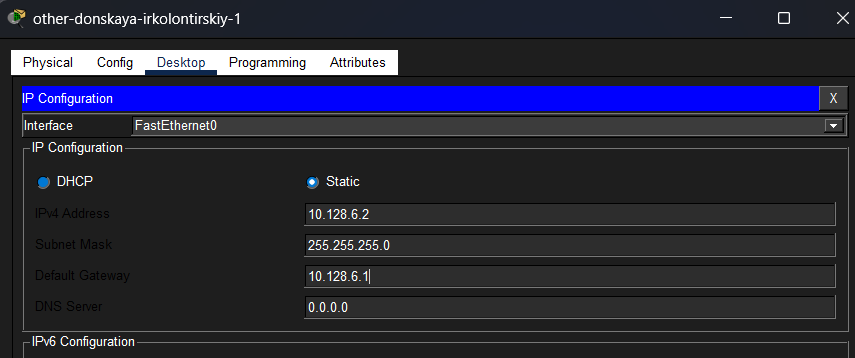 other-donskaya-irkolontirskiy-1
Physical Config Desktop Programming Attributes
IP Configuration X
Interface FastEthernet0
IP Configuration
DHCP Static
IPv4 Address 10.128.6.2
Subnet Mask 255.255.255.0
Default Gateway 10.128.6.1
DNS Server 0.0.0.0
IPv6 Configuration